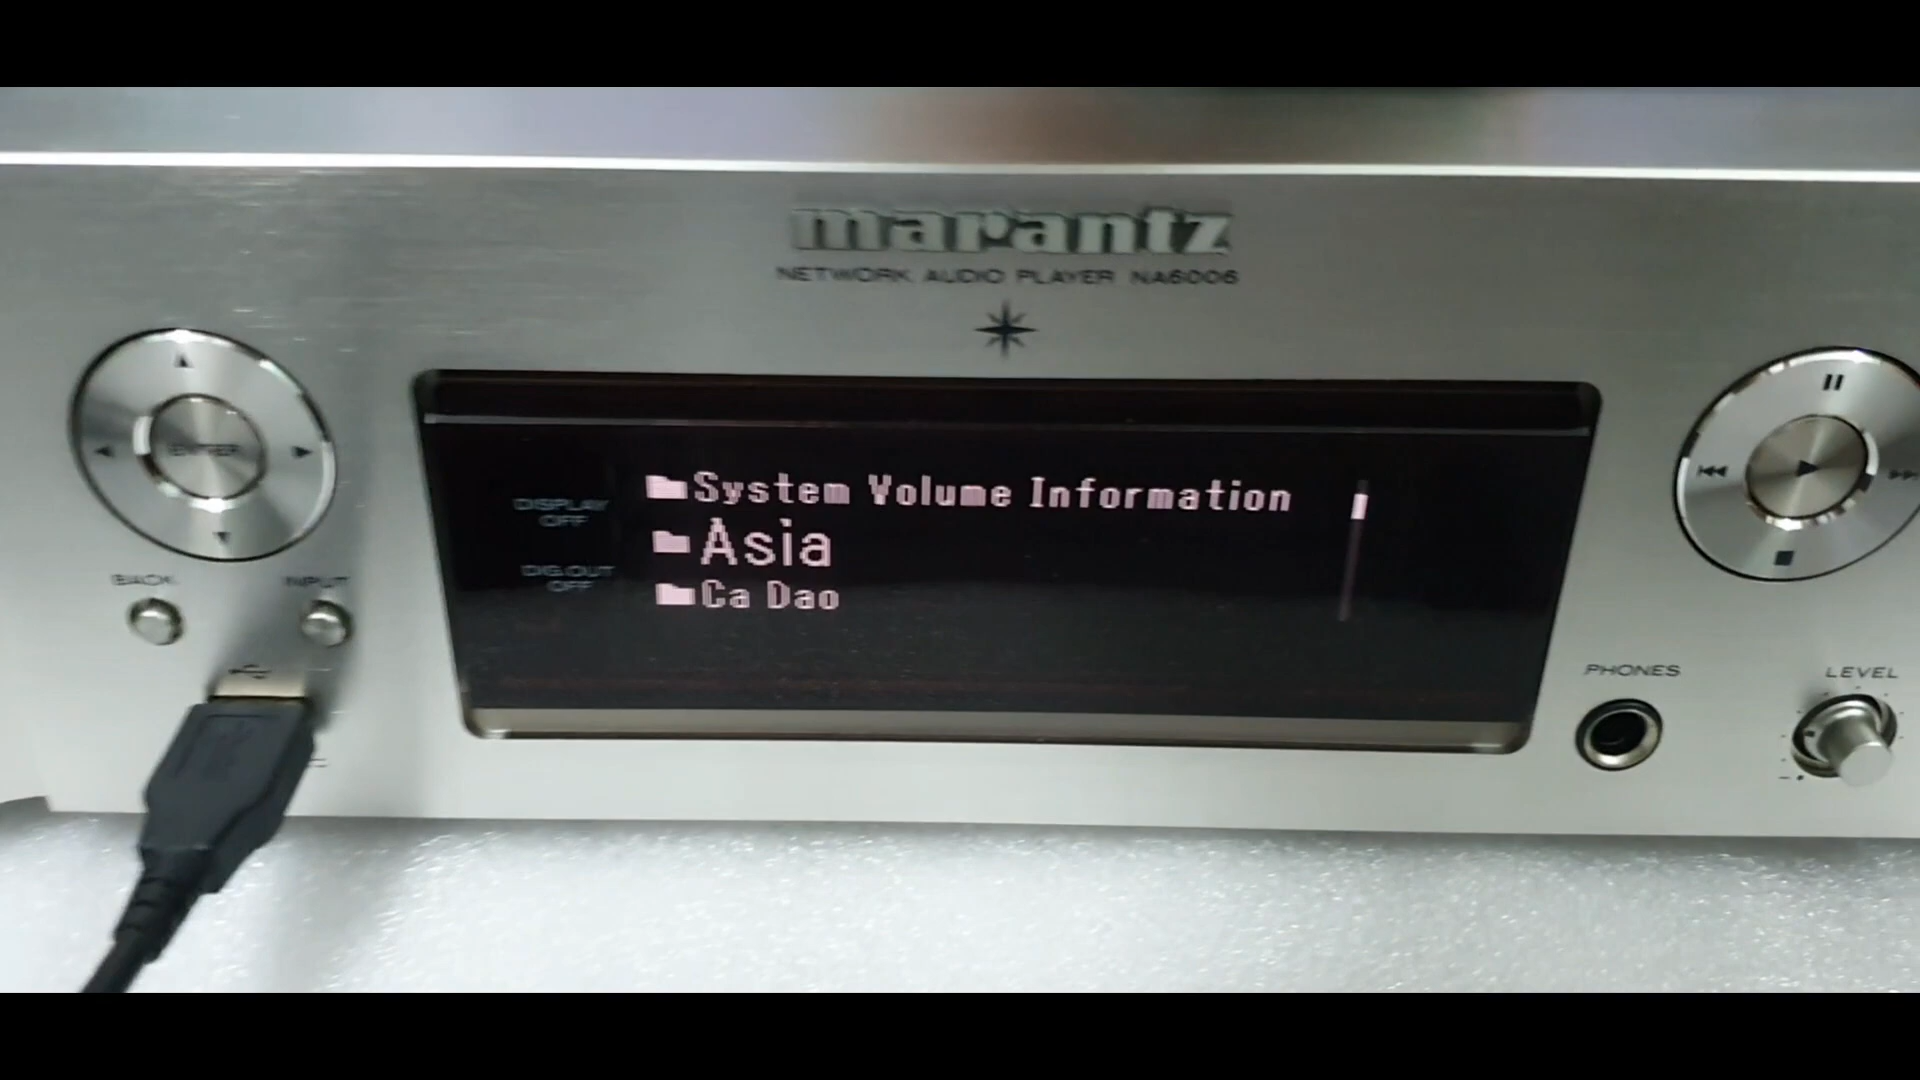 marantz
NETWORK AUDIO PLAYER NA6006
ENTER
DISPLAY
OFF
System Volume Information
Asia
DIG.OUT
OFF
Ca Dao
BACK
INPUT
PHONES
LEVEL